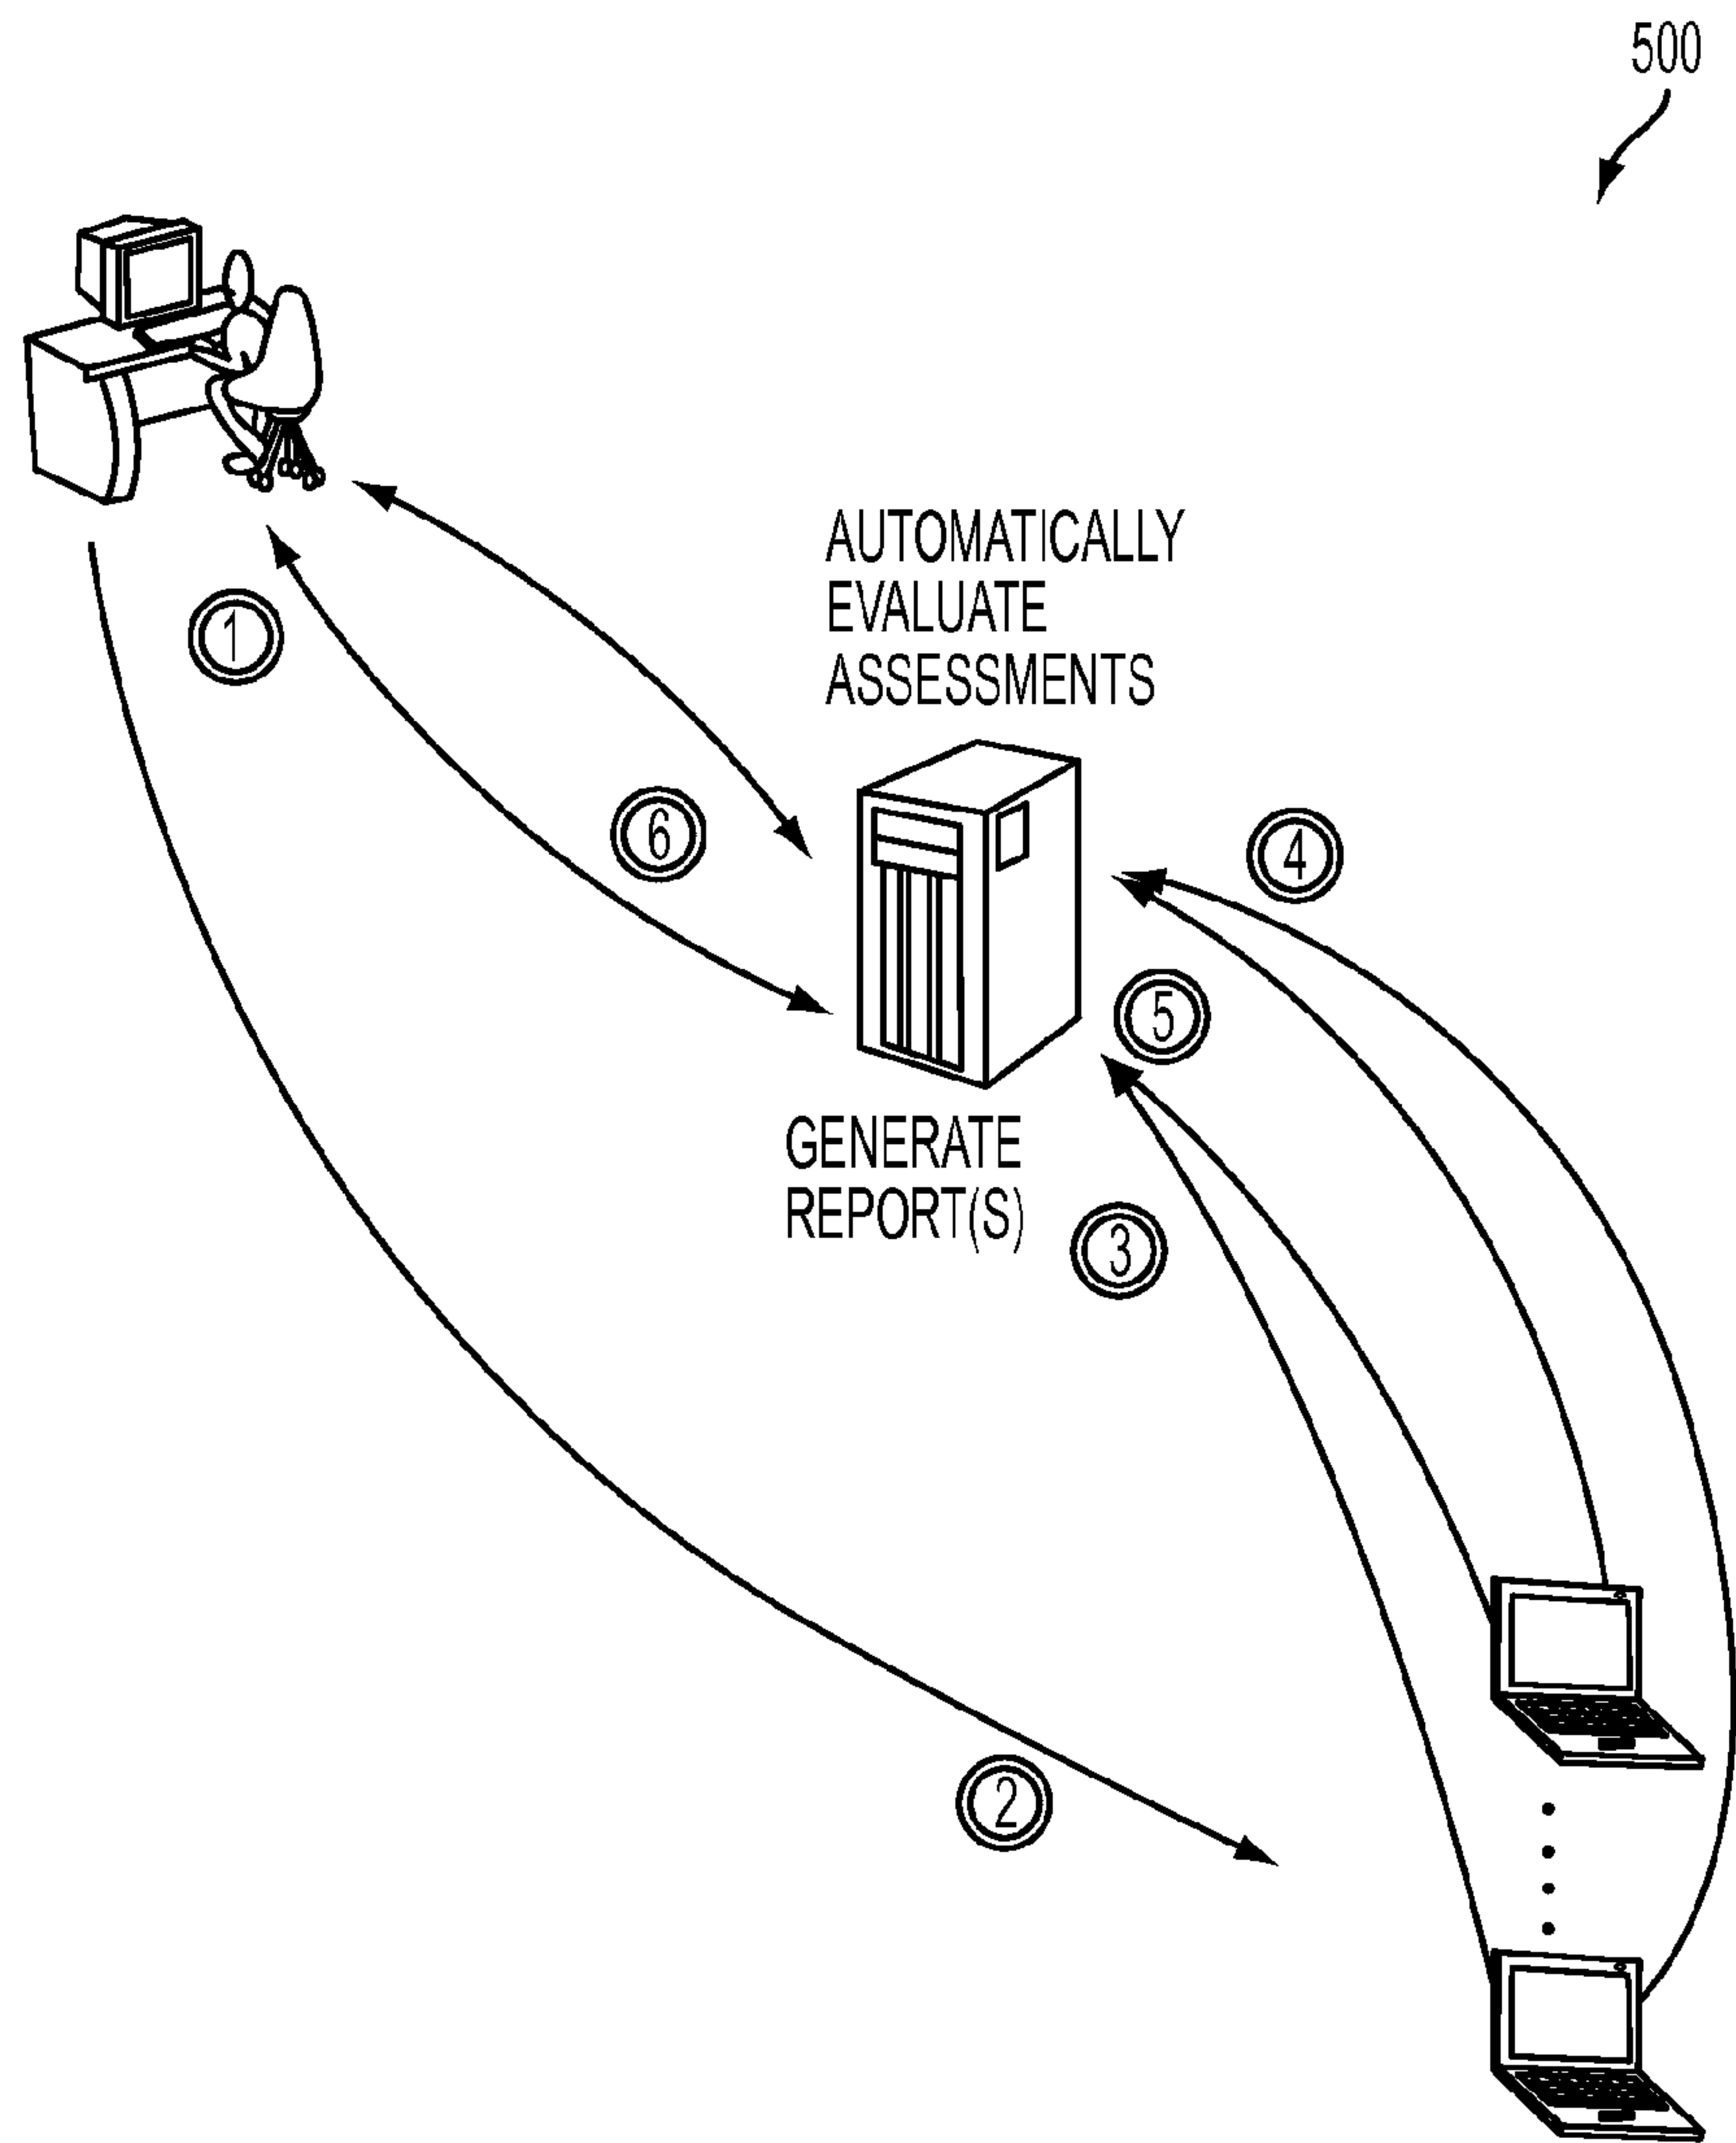 500
AUTOMATICALLY
EVALUATE
ASSESSMENTS
1
6
4
5
GENERATE
REPORT(S)
3
2